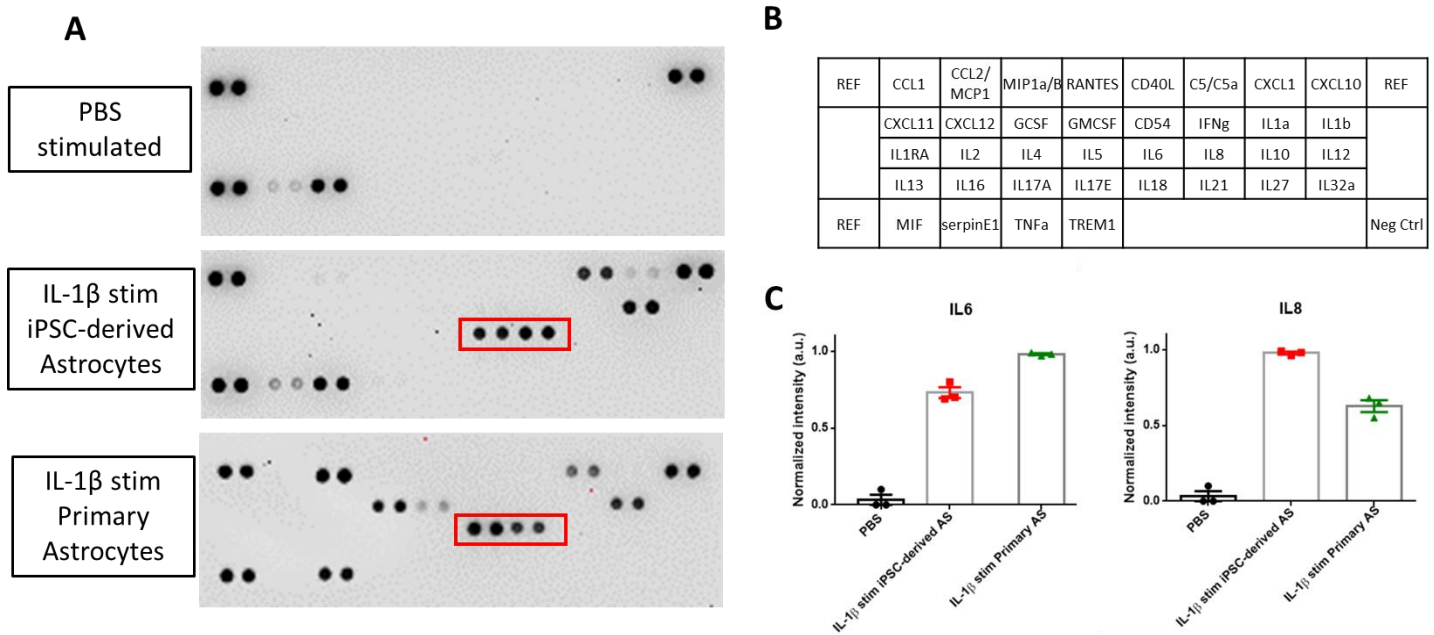 A
PBS
stimulated
IL-1β stim
iPSC-derived
Astrocytes
IL-1β stim
Primary
Astrocytes
B
REF CCL1 CCL2/ MCP1 MIP1a/B RANTES CD40L C5/C5a CXCL1 CXCL10 REF
CXCL11 CXCL12 GCSF GMCSF CD54 IFNg IL1a IL1b
IL1RA IL2 IL4 IL5 IL6 IL8 IL10 IL12
IL13 IL16 IL17A IL17E IL18 IL21 IL27 IL32a
REF MIF serpinE1 TNFa TREM1 Neg Ctrl
C
IL6
Normalized intensity (a.u.)
1.0
0.5
0.0
PBS
IL-1β stim iPSC-derived AS
IL-1β stim Primary AS
IL8
Normalized intensity (a.u.)
1.0
0.5
0.0
PBS
IL-1β stim iPSC-derived AS
IL-1β stim Primary AS